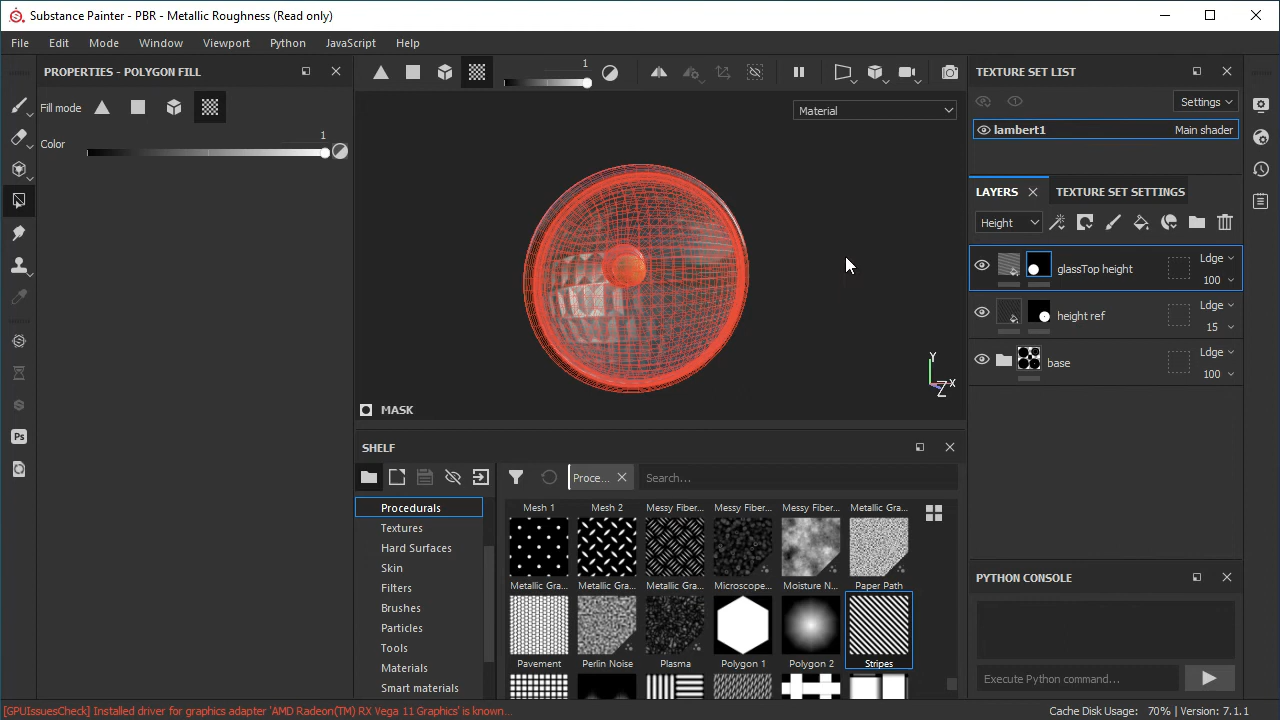 Substance Painter - PBR - Metallic Roughness (Read only)
File Edit Mode Window Viewport Python JavaScript Help
PROPERTIES - POLYGON FILL
Fill mode
Color
1
1
Material
Y
X
Z
MASK
TEXTURE SET LIST
Settings
lambert1 Main shader
LAYERS TEXTURE SET SETTINGS
Height
glassTop height Ldge 100
height ref Ldge 15
base Ldge 100
SHELF
Proce... Search...
Procedurals
Textures
Hard Surfaces
Skin
Filters
Brushes
Particles
Tools
Materials
Smart materials
Mesh 1 Mesh 2 Messy Fiber... Messy Fiber... Messy Fiber... Metallic Gra...
Metallic Gra... Metallic Gra... Metallic Gra... Microscope... Moisture N... Paper Path
Pavement Perlin Noise Plasma Polygon 1 Polygon 2 Stripes
PYTHON CONSOLE
Execute Python command...
Ps
[GPUIssuesCheck] Installed driver for graphics adapter 'AMD Radeon(TM) RX Vega 11 Graphics' is known...
Cache Disk Usage: 70% | Version: 7.1.1